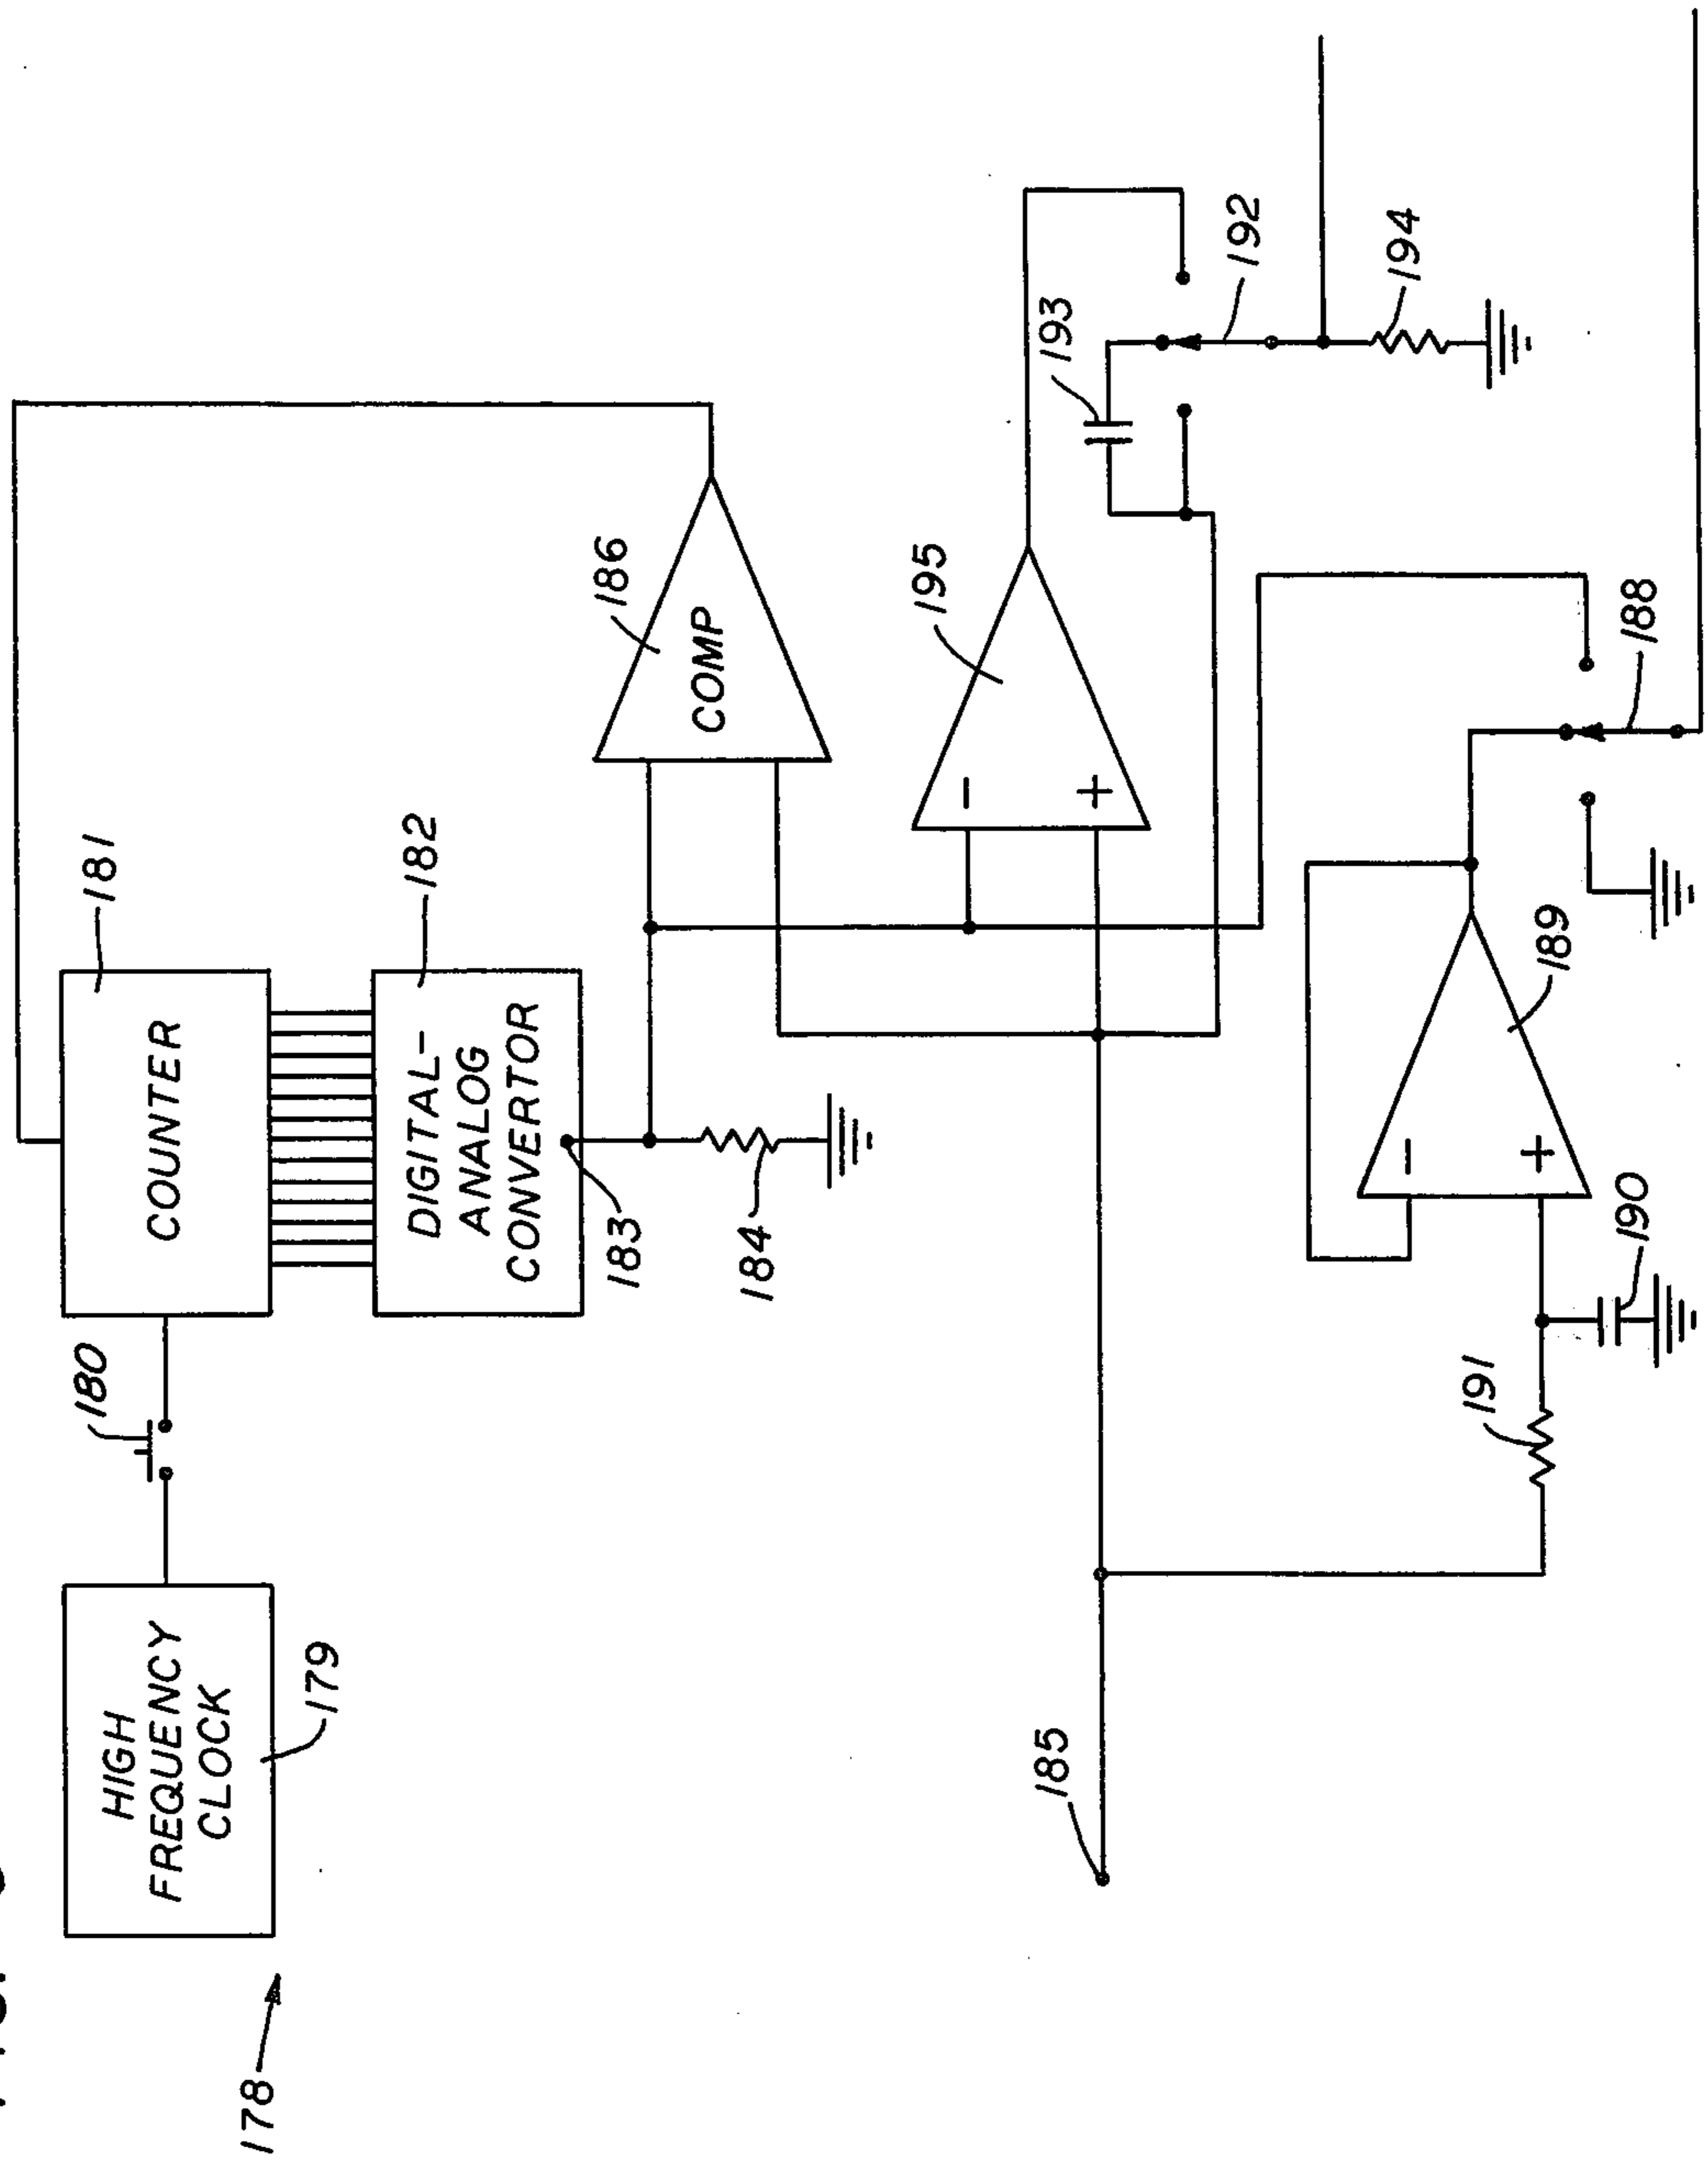 178
HIGH
FREQUENCY
CLOCK
179
180
COUNTER
181
DIGITAL-
ANALOG
CONVERTOR
182
183
184
COMP
186
185
-
+
195
193
192
194
191
190
-
+
189
188